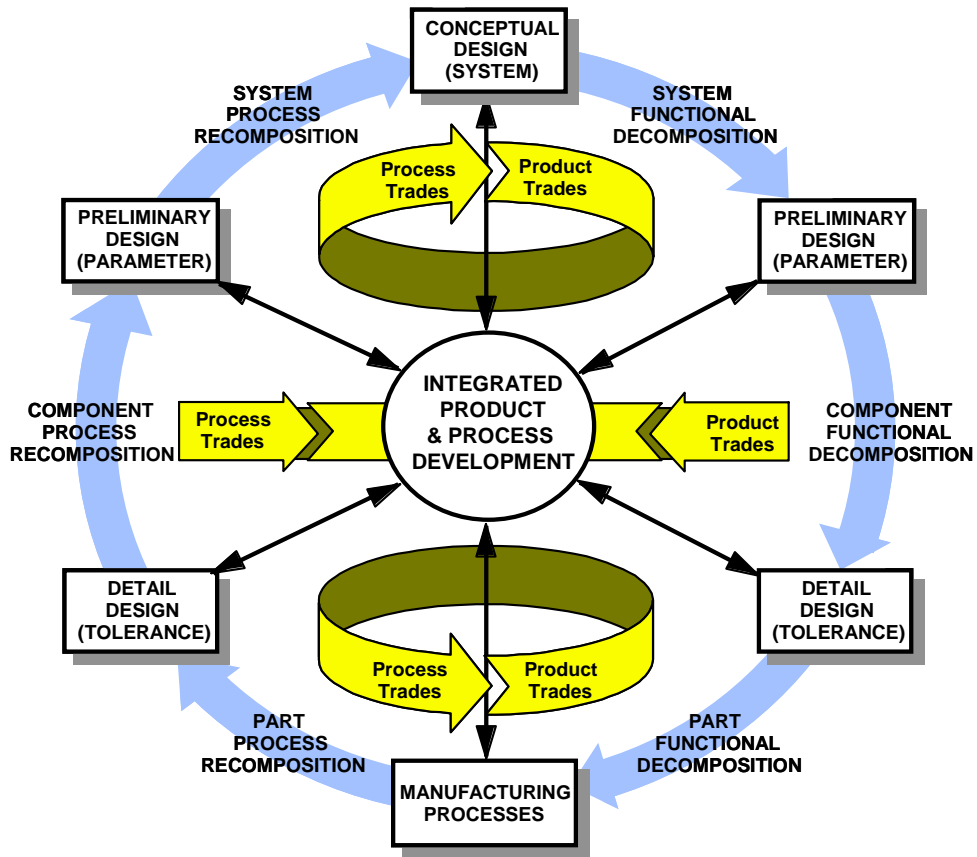 CONCEPTUAL
DESIGN
(SYSTEM)
SYSTEM
PROCESS
RECOMPOSITION
SYSTEM
FUNCTIONAL
DECOMPOSITION
Process
Trades
Product
Trades
PRELIMINARY
DESIGN
(PARAMETER)
PRELIMINARY
DESIGN
(PARAMETER)
INTEGRATED
PRODUCT
& PROCESS
DEVELOPMENT
COMPONENT
PROCESS
RECOMPOSITION
Process
Trades
Product
Trades
COMPONENT
FUNCTIONAL
DECOMPOSITION
DETAIL
DESIGN
(TOLERANCE)
DETAIL
DESIGN
(TOLERANCE)
Process
Trades
Product
Trades
PART
PROCESS
RECOMPOSITION
PART
FUNCTIONAL
DECOMPOSITION
MANUFACTURING
PROCESSES